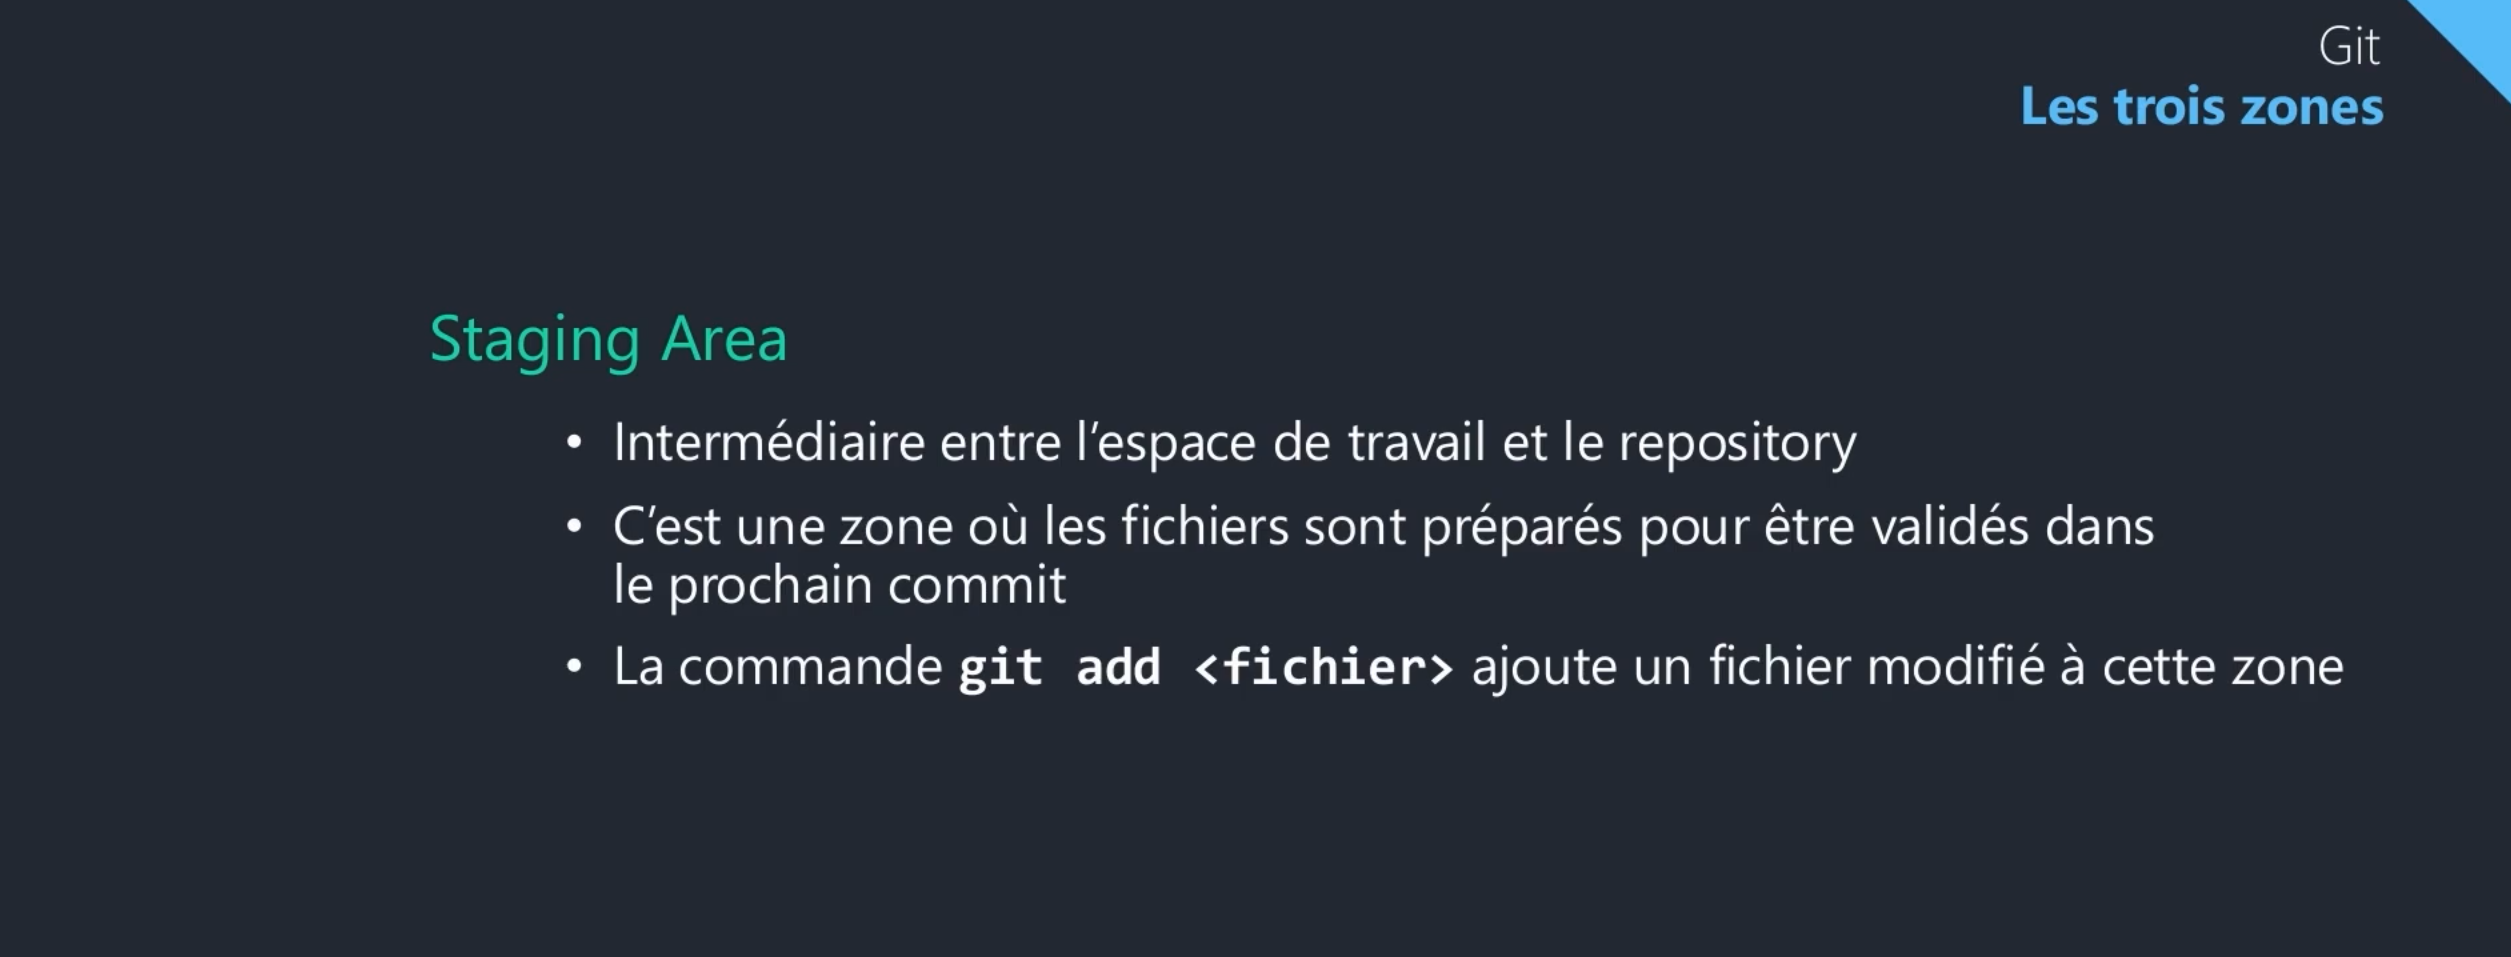 Git
Les trois zones
Staging Area
• Intermédiaire entre l’espace de travail et le repository
• C’est une zone où les fichiers sont préparés pour être validés dans
le prochain commit
• La commande git add <fichier> ajoute un fichier modifié à cette zone